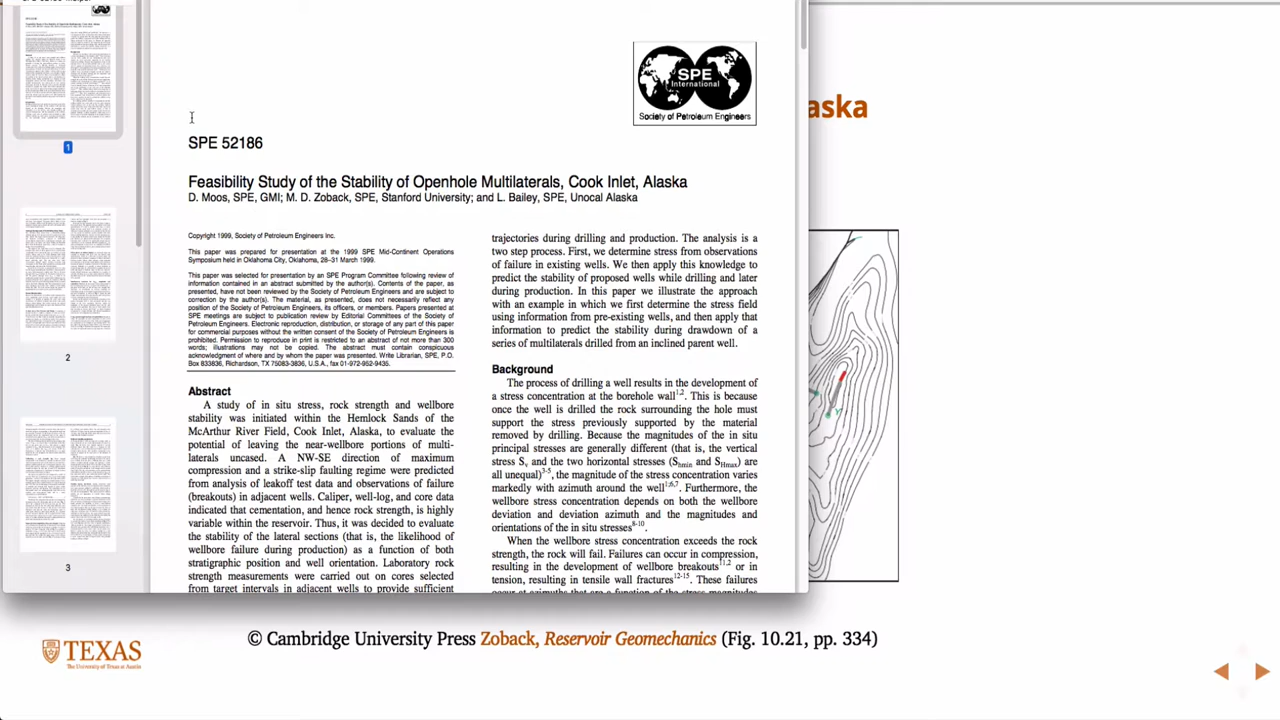 SPE
International
Society of Petroleum Engineers
aska
SPE 52186
Feasibility Study of the Stability of Openhole Multilaterals, Cook Inlet, Alaska
D. Moos, SPE, GMI; M. D. Zoback, SPE, Stanford University; and L. Bailey, SPE, Unocal Alaska
Copyright 1999, Society of Petroleum Engineers Inc.
This paper was prepared for presentation at the 1999 SPE Mid-Continent Operations
Symposium held in Oklahoma City, Oklahoma, 28–31 March 1999.
This paper was selected for presentation by an SPE Program Committee following review of
information contained in an abstract submitted by the author(s). Contents of the paper, as
presented, have not been reviewed by the Society of Petroleum Engineers and are subject to
correction by the author(s). The material, as presented, does not necessarily reflect any
position of the Society of Petroleum Engineers, its officers, or members. Papers presented at
SPE meetings are subject to publication review by Editorial Committees of the Society of
Petroleum Engineers. Electronic reproduction, distribution, or storage of any part of this paper
for commercial purposes without the written consent of the Society of Petroleum Engineers is
prohibited. Permission to reproduce in print is restricted to an abstract of not more than 300
words; illustrations may not be copied. The abstract must contain conspicuous
acknowledgment of where and by whom the paper was presented. Write Librarian, SPE, P.O.
Box 833836, Richardson, TX 75083-3836, U.S.A., fax 01-972-952-9435.
Abstract
A study of in situ stress, rock strength and wellbore
stability was initiated within the Hemlock Sands of the
McArthur River Field, Cook Inlet, Alaska, to evaluate the
potential of leaving the near-wellbore portions of multi-
laterals uncased. A NW-SE direction of maximum
compression and a strike-slip faulting regime were predicted
from analysis of leakoff test data and observations of failure
(breakouts) in adjacent wells. Caliper, well-log, and core data
indicated that cementation, and hence rock strength, is highly
variable within the reservoir. Thus, it was decided to evaluate
the stability of the lateral sections (that is, the likelihood of
wellbore failure during production) as a function of both
stratigraphic position and well orientation. Laboratory rock
strength measurements were carried out on cores selected
from target intervals in adjacent wells to provide sufficient
trajectories during drilling and production. The analysis is a
two step process. First, we determine stress from observations
of failure in existing wells. We then apply this knowledge to
predict the stability of proposed wells while drilling and later
during production. In this paper we illustrate the approach
with an example in which we first determine the stress field
using information from pre-existing wells, and then apply that
information to predict the stability during drawdown of a
series of multilaterals drilled from an inclined parent well.
Background
The process of drilling a well results in the development of
a stress concentration at the borehole wall1,2. This is because
once the well is drilled the rock surrounding the hole must
support the stress previously supported by the material
removed by drilling. Because the magnitudes of the in situ
principal stresses are generally different (that is, the vertical
stress Sv and the two horizontal stresses (Shmin and SHmax) are
all unequal)3-5, the magnitude of the stress concentration varies
markedly with azimuth around the well1,6,7. Furthermore, the
wellbore stress concentration depends on both the wellbore
deviation and deviation azimuth and the magnitudes and
orientations of the in situ stresses8-10.
When the wellbore stress concentration exceeds the rock
strength, the rock will fail. Failures can occur in compression,
resulting in the development of wellbore breakouts11,2 or in
tension, resulting in tensile wall fractures12-15. These failures
1
2
3
© Cambridge University Press Zoback, Reservoir Geomechanics (Fig. 10.21, pp. 334)
TEXAS
The University of Texas at Austin